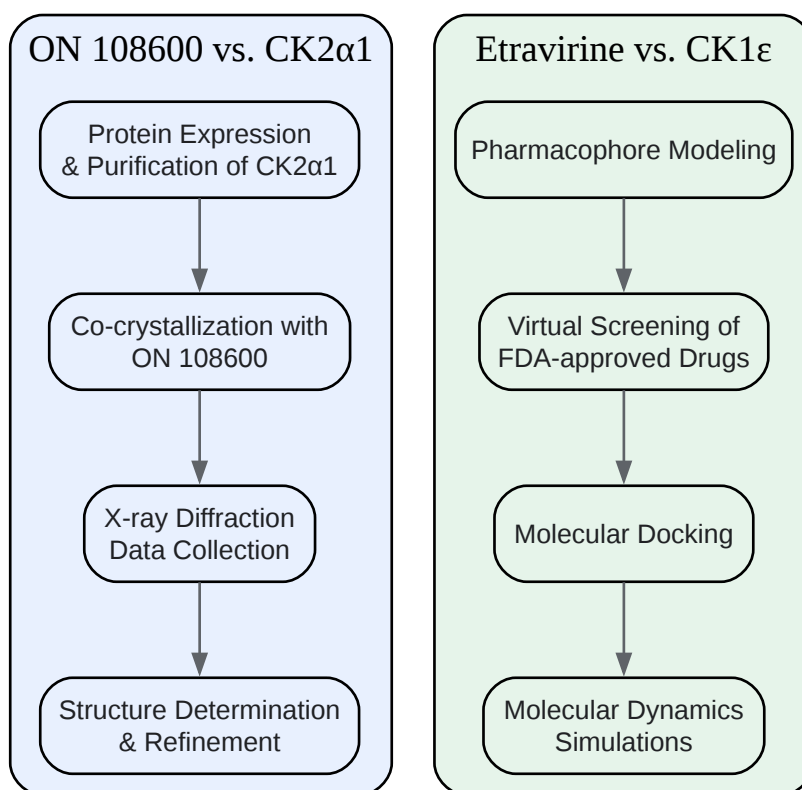 ON 108600 vs. CK2α1
Protein Expression
& Purification of CK2α1
Co-crystallization with
ON 108600
X-ray Diffraction
Data Collection
Structure Determination
& Refinement
Etravirine vs. CK1ε
Pharmacophore Modeling
Virtual Screening of
FDA-approved Drugs
Molecular Docking
Molecular Dynamics
Simulations